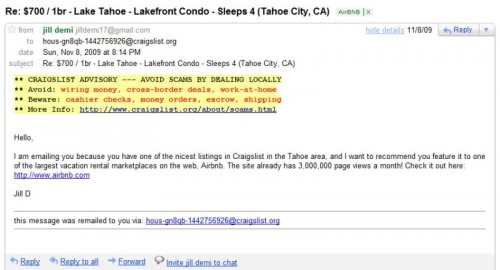 Re: $700 / 1br - Lake Tahoe - Lakefront Condo - Sleeps 4 (Tahoe City, CA) AirBNB | X
from jill demi jilldemi17@gmail.com hide details 11/8/09 Reply
to hous-gn8qb-1442756926@craigslist.org
date Sun, Nov 8, 2009 at 8:14 PM
subject Re: $700 / 1br - Lake Tahoe - Lakefront Condo - Sleeps 4 (Tahoe City, CA)
** CRAIGSLIST ADVISORY --- AVOID SCAMS BY DEALING LOCALLY
** Avoid: wiring money, cross-border deals, work-at-home
** Beware: cashier checks, money orders, escrow, shipping
** More Info: http://www.craigslist.org/about/scams.html
Hello,
I am emailing you because you have one of the nicest listings in Craigslist in the Tahoe area, and I want to recommend you feature it to one
of the largest vacation rental marketplaces on the web, Airbnb. The site already has 3,000,000 page views a month! Check it out here:
http://www.airbnb.com
Jill D
this message was remailed to you via: hous-gn8qb-1442756926@craigslist.org
Reply Reply to all Forward Invite jill demi to chat